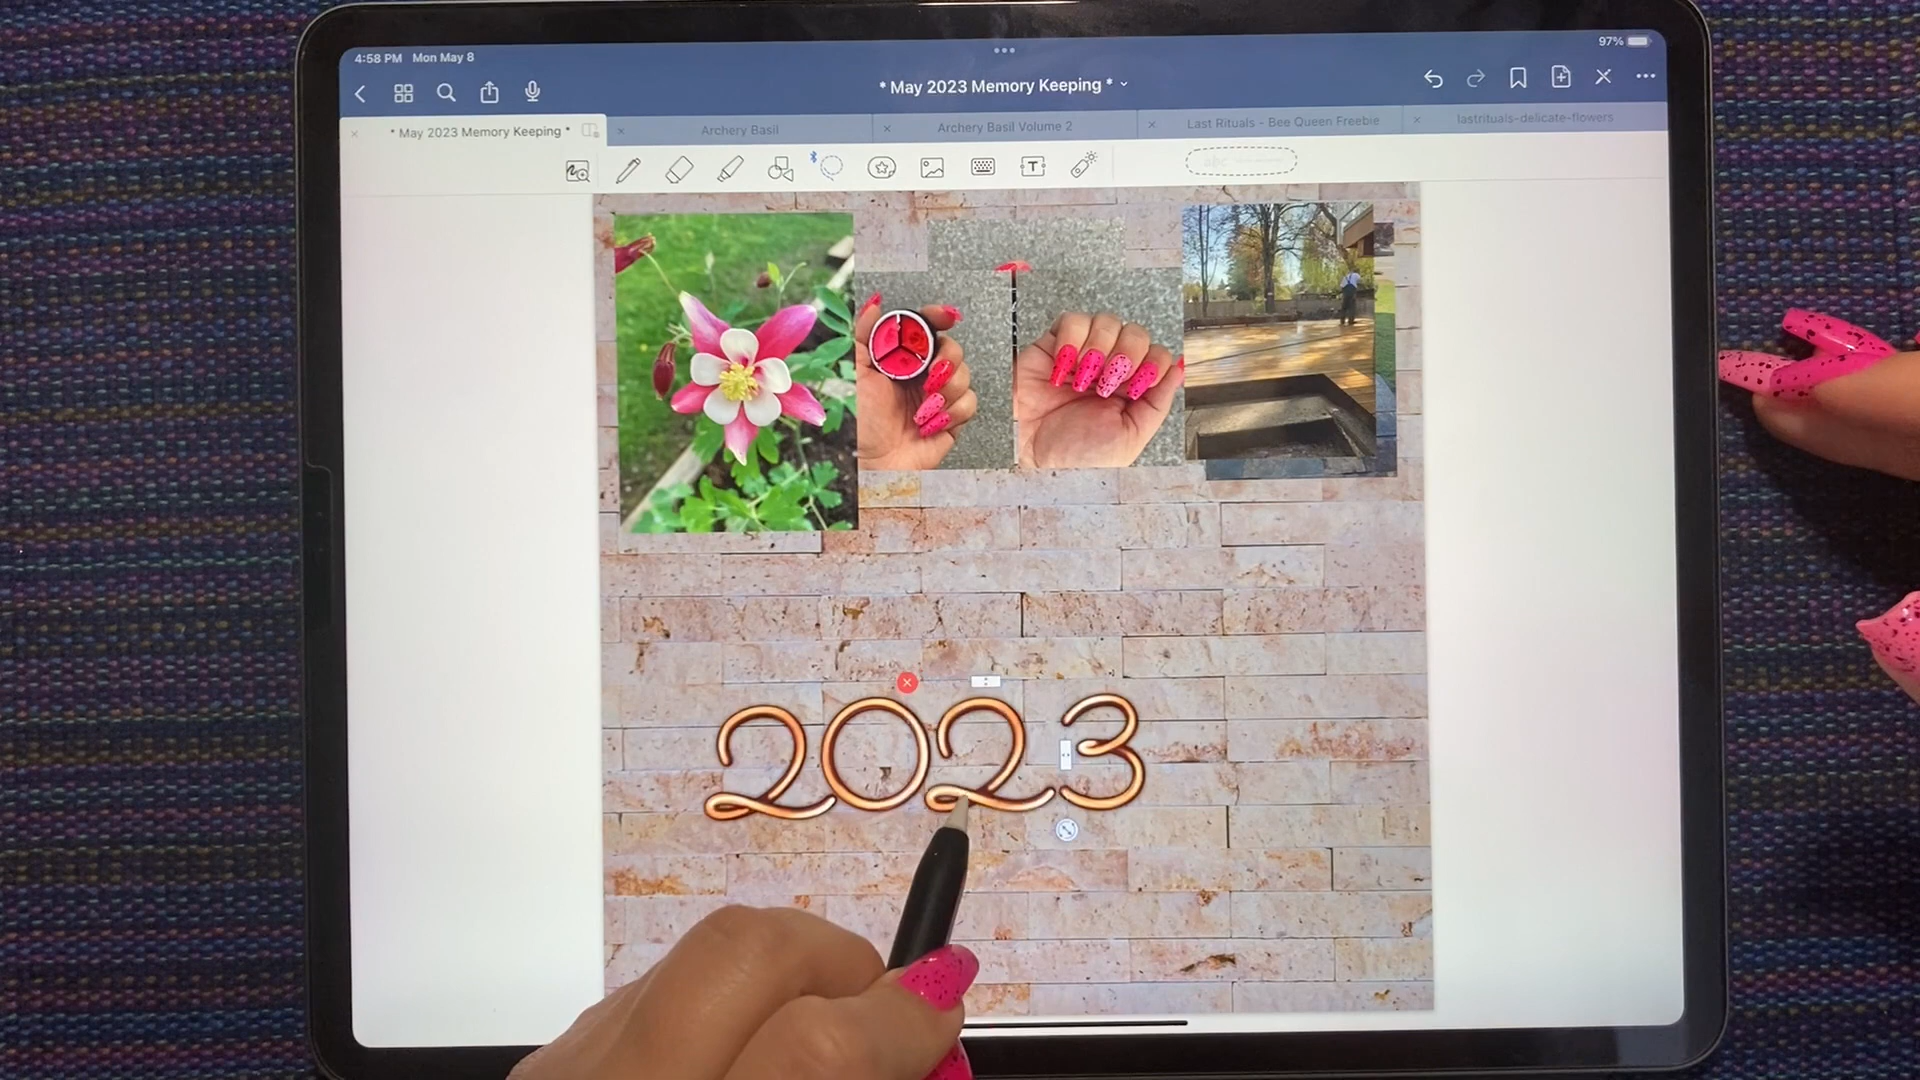 4:58 PM Mon May 8
97%
* May 2023 Memory Keeping *
* May 2023 Memory Keeping *
Archery Basil
Archery Basil Volume 2
Last Rituals - Bee Queen Freebie
lastrituals-delicate-flowers
T
2023